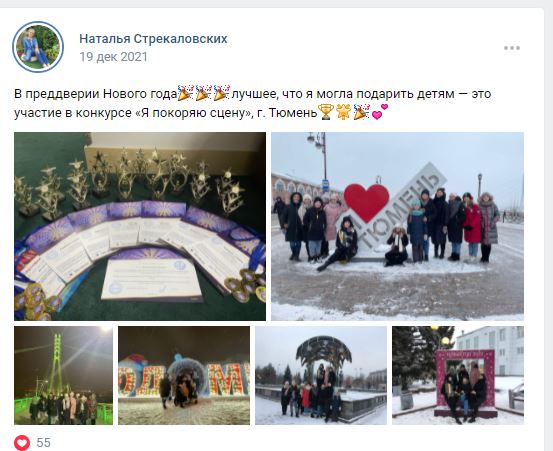 Наталья Стрекаловских
19 дек 2021
В преддверии Нового года🎉🎉🎉лучшее, что я могла подарить детям — это
участие в конкурсе «Я покоряю сцену», г. Тюмень🏆🌟🎉💕
ТЮМЕНЬ
55